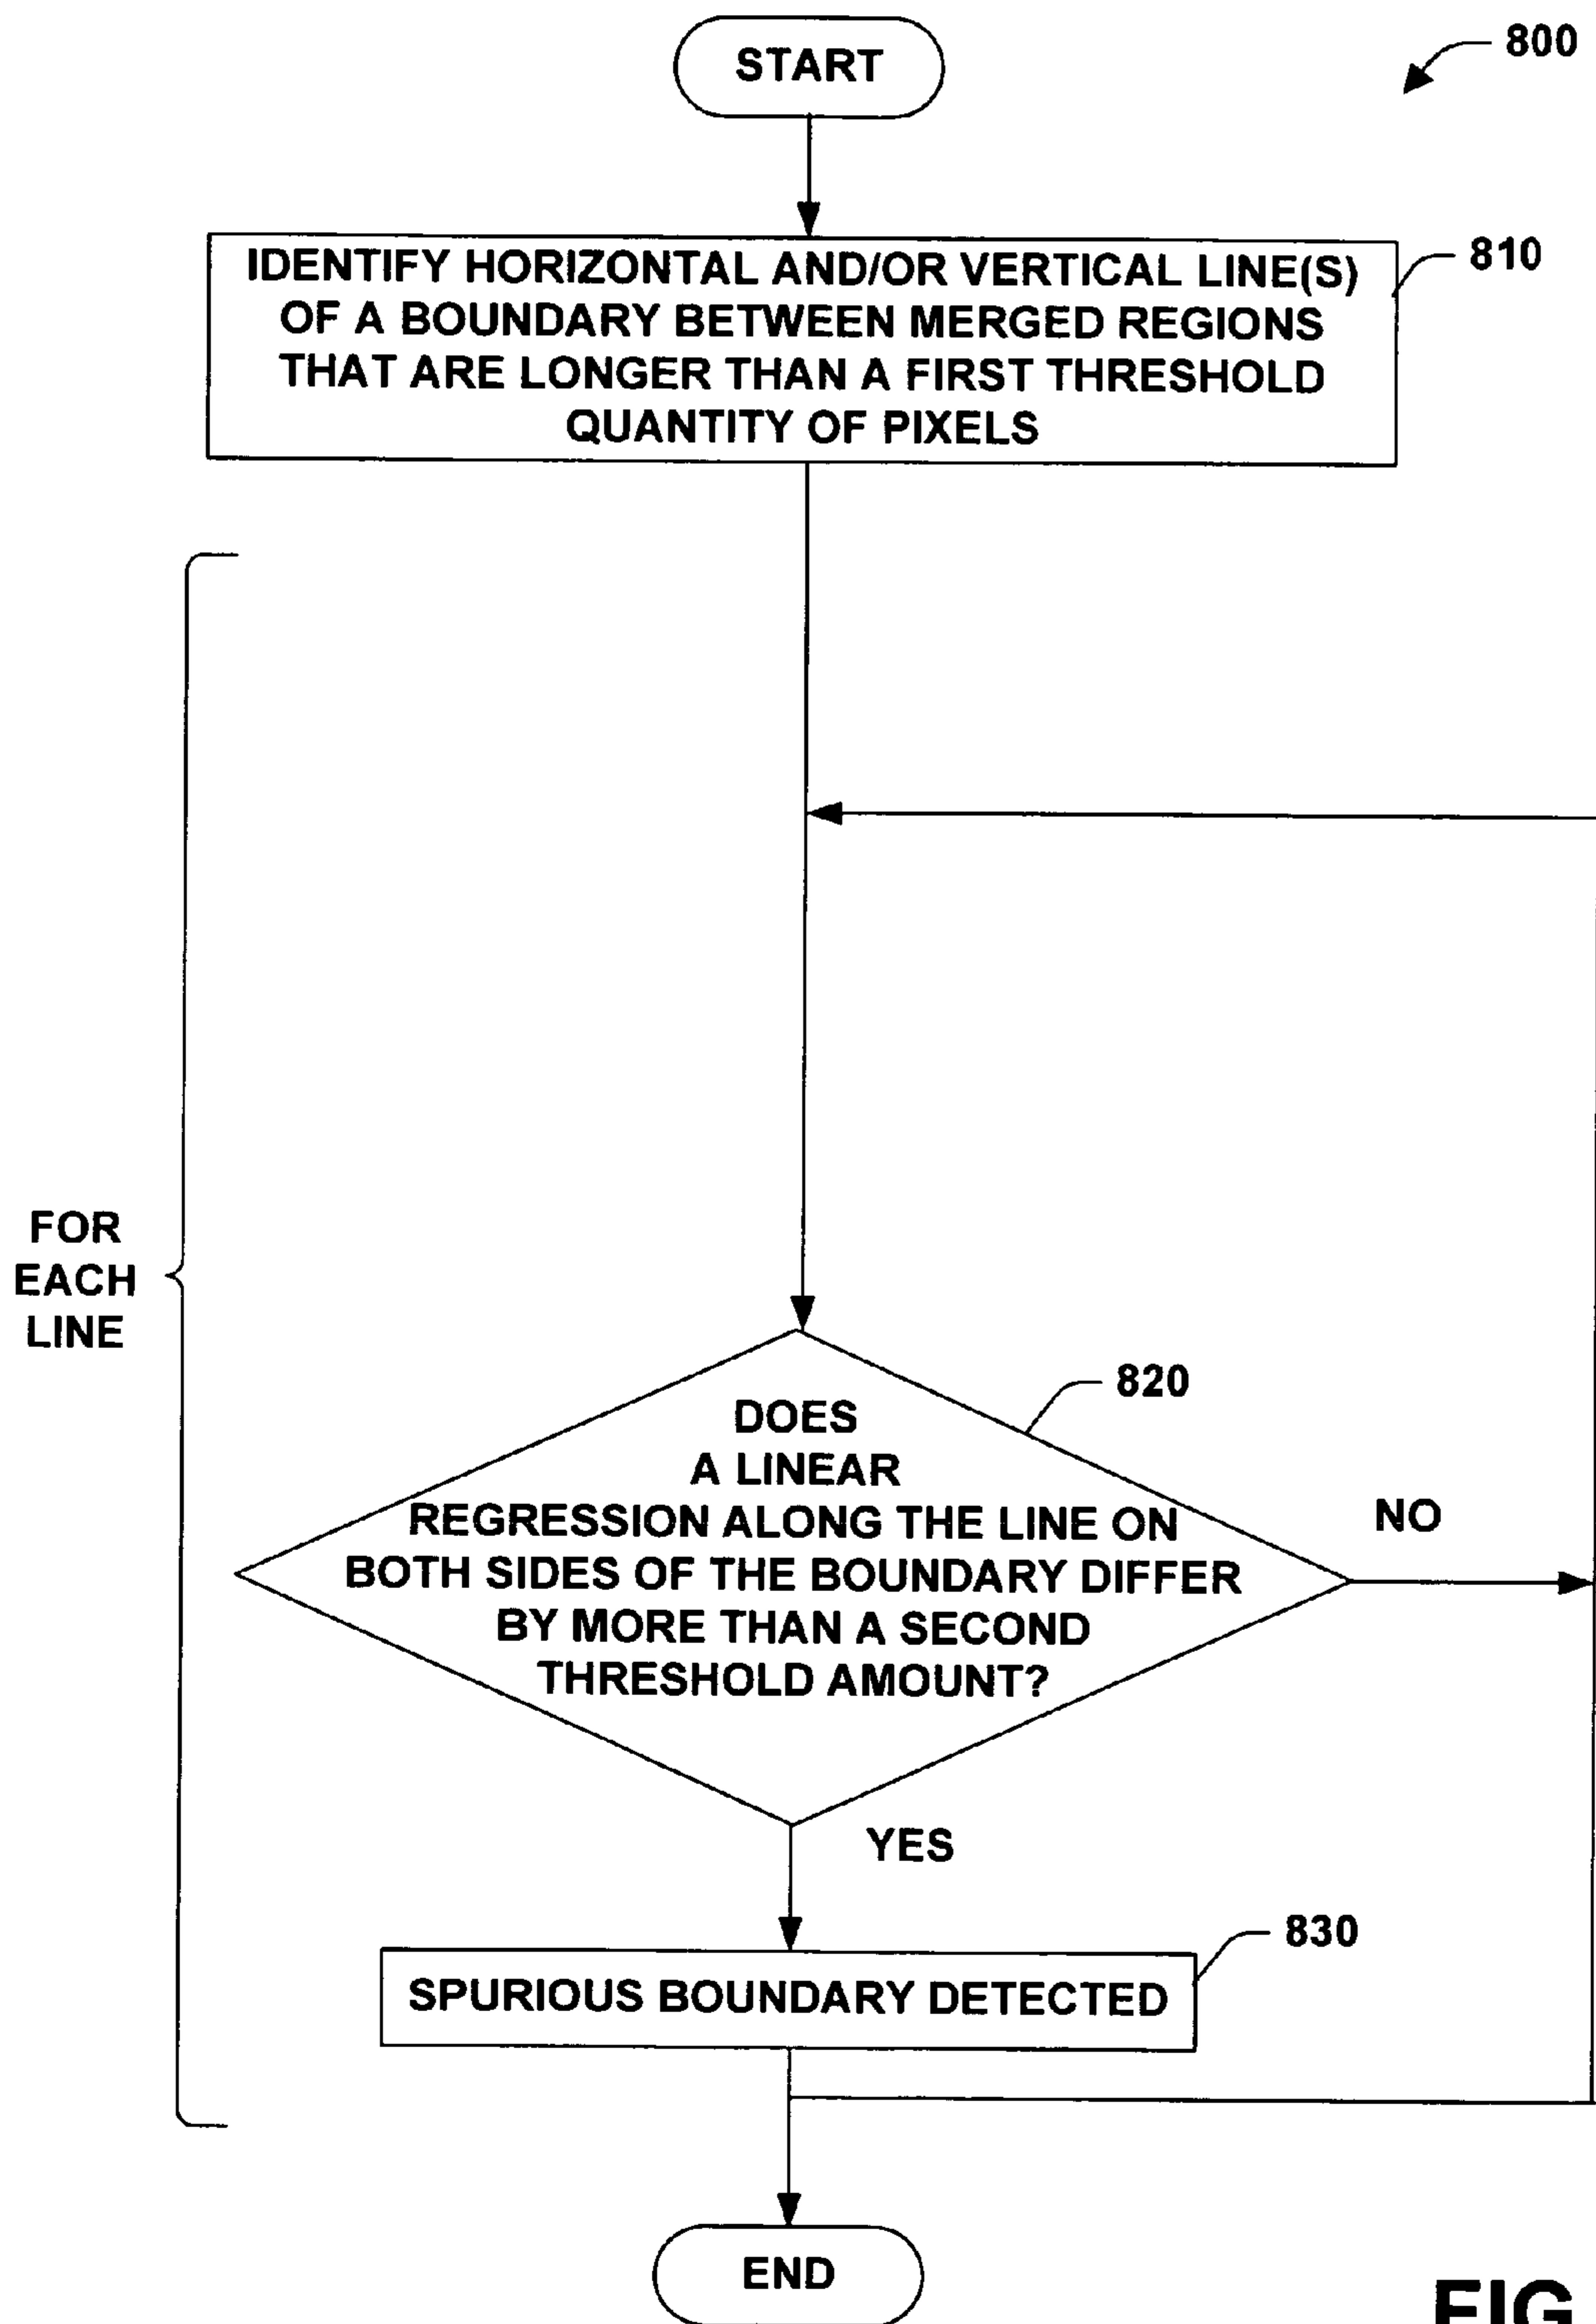 START
800
IDENTIFY HORIZONTAL AND/OR VERTICAL LINE(S)
OF A BOUNDARY BETWEEN MERGED REGIONS
THAT ARE LONGER THAN A FIRST THRESHOLD
QUANTITY OF PIXELS
810
FOR
EACH
LINE
820
DOES
A LINEAR
REGRESSION ALONG THE LINE ON
BOTH SIDES OF THE BOUNDARY DIFFER
BY MORE THAN A SECOND
THRESHOLD AMOUNT?
NO
YES
830
SPURIOUS BOUNDARY DETECTED
END
FIG